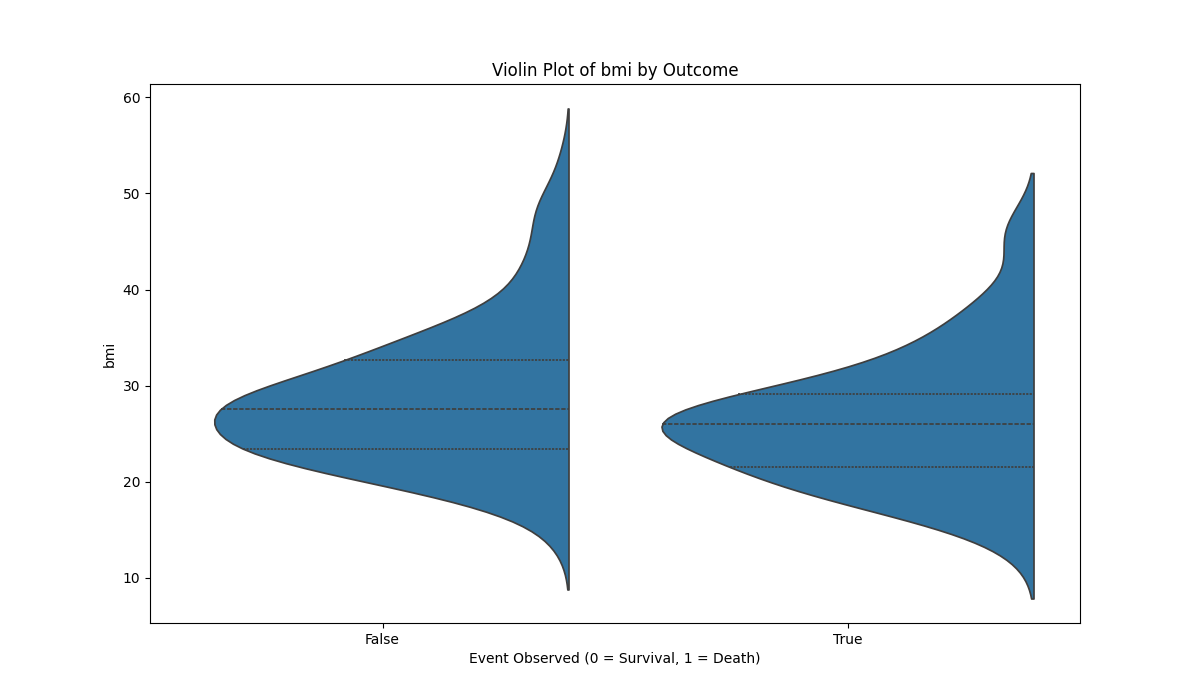 Violin Plot of bmi by Outcome
60
50
40
30
20
10
bmi
False
True
Event Observed (0 = Survival, 1 = Death)